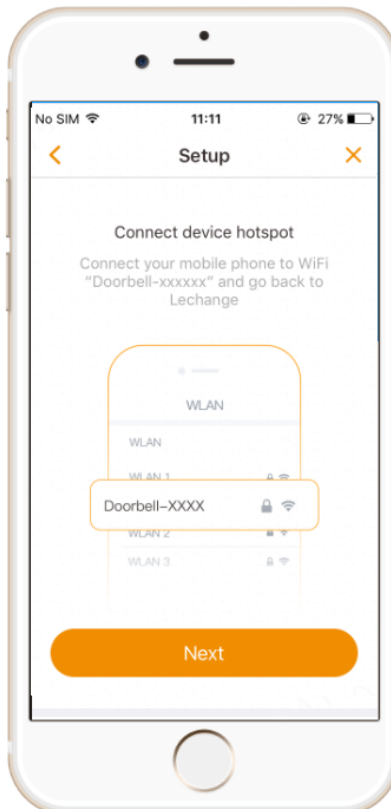 No SIM 11:11 27%
Setup
Connect device hotspot
Connect your mobile phone to WiFi
“Doorbell-xxxxxx” and go back to
Lechange
WLAN
WLAN
WLAN 1
Doorbell-XXXX
WLAN 2
WLAN 3
Next